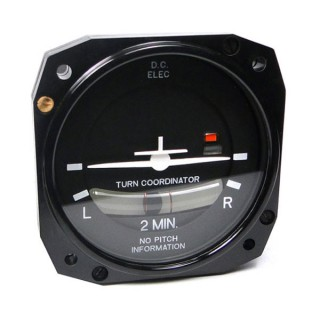 D.C.
ELEC
TURN COORDINATOR
L R
2 MIN.
NO PITCH
INFORMATION